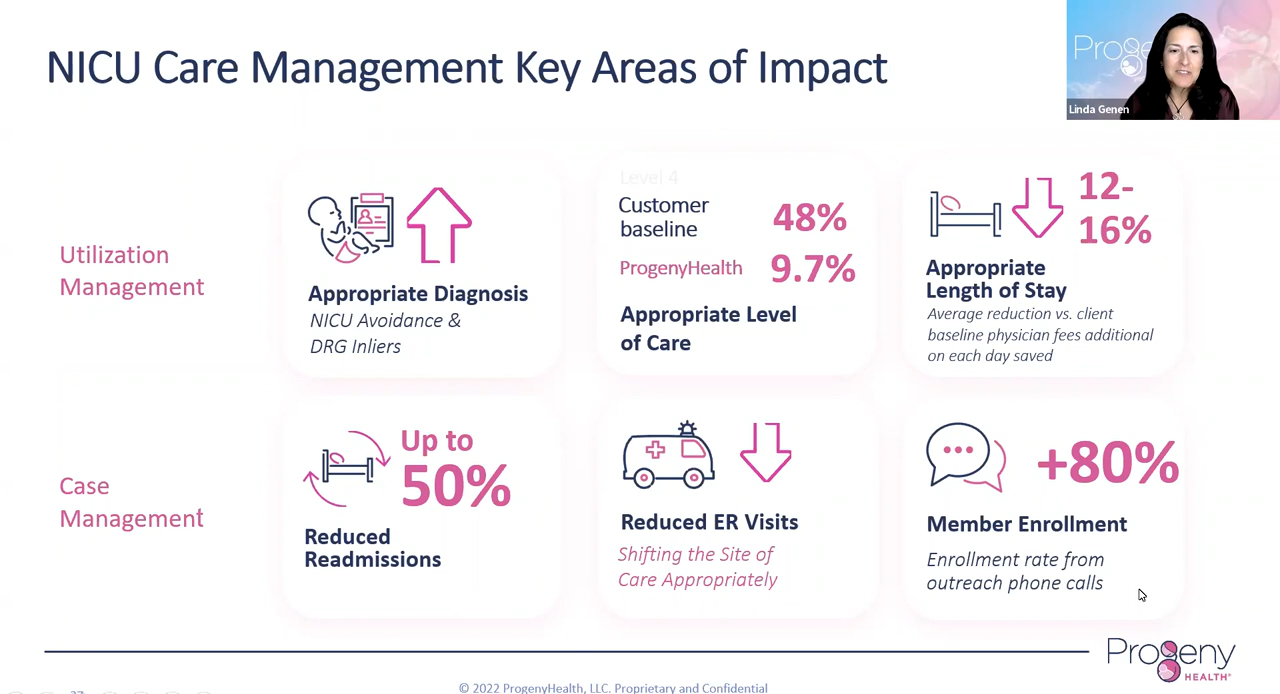 NICU Care Management Key Areas of Impact
Linda Genen
Utilization
Management
Appropriate Diagnosis
NICU Avoidance &
DRG Inliers
Level 4
Customer
baseline
48%
ProgenyHealth
9.7%
Appropriate Level
of Care
12-
16%
Appropriate
Length of Stay
Average reduction vs. client
baseline physician fees additional
on each day saved
Case
Management
Up to
50%
Reduced
Readmissions
Reduced ER Visits
Shifting the Site of
Care Appropriately
+80%
Member Enrollment
Enrollment rate from
outreach phone calls
Progeny
HEALTH®
© 2022 ProgenyHealth, LLC. Proprietary and Confidential